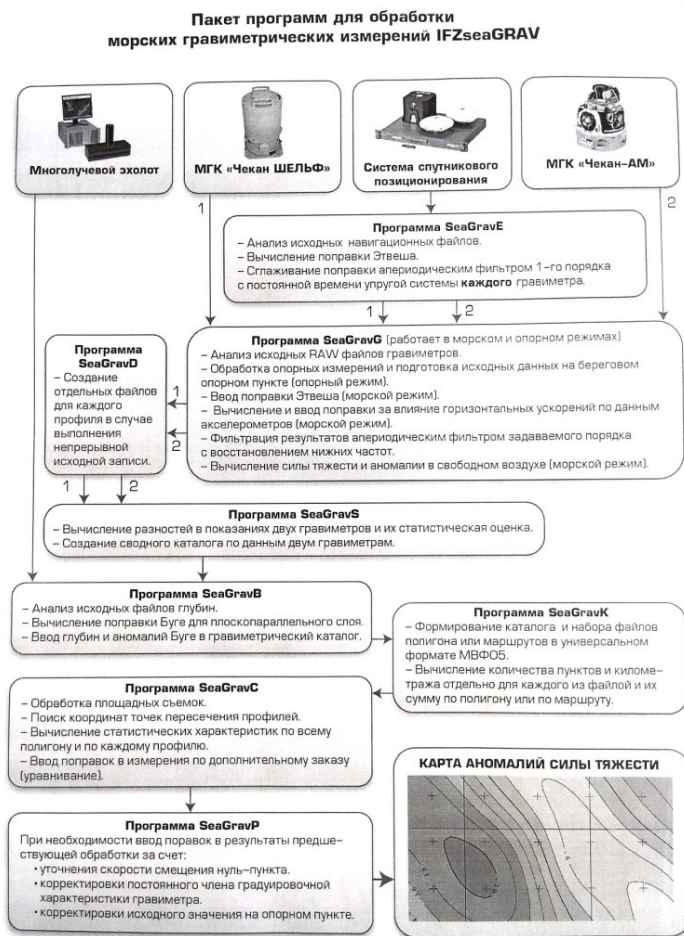 Пакет программ для обработки
морских гравиметрических измерений IFZseaGRAV
Многолучевой эхолот
МГК «Чекан ШЕЛЬФ»
Система спутникового
позиционирования
МГК «Чекан–АМ»
1
2
Программа SeaGravE
– Анализ исходных навигационных файлов.
– Вычисление поправки Этвеша.
– Сглаживание поправки апериодическим фильтром 1–го порядка
с постоянной времени упругой системы каждого гравиметра.
1
2
Программа SeaGravG (работает в морском и опорном режимах)
– Анализ исходных RAW файлов гравиметров.
– Обработка опорных измерений и подготовка исходных данных на береговом
опорном пункте (опорный режим).
– Ввод поправки Этвеша (морской режим).
– Вычисление и ввод поправки за влияние горизонтальных ускорений по данным
акселерометров (морской режим).
– Фильтрация результатов апериодическим фильтром задаваемого порядка
с восстановлением нижних частот.
– Вычисление силы тяжести и аномалии в свободном воздухе (морской режим).
Программа
SeaGravD
– Создание
отдельных файлов
для каждого
профиля в случае
выполнения
непрерывной
исходной записи.
1
2
1
2
Программа SeaGravS
– Вычисление разностей в показаниях двух гравиметров и их статистическая оценка.
– Создание сводного каталога по данным двум гравиметрам.
Программа SeaGravB
– Анализ исходных файлов глубин.
– Вычисление поправки Буге для плоскопараллельного слоя.
– Ввод глубин и аномалий Буге в гравиметрический каталог.
Программа SeaGravK
– Формирование каталога и набора файлов
полигона или маршрутов в универсальном
формате МВФ05.
– Вычисление количества пунктов и километ-
ража отдельно для каждого из файлой и их
сумму по полигону или по маршруту.
Программа SeaGravC
– Обработка площадных съемок.
– Поиск координат точек пересечения профилей.
– Вычисление статистических характеристик по всему
полигону и по каждому профилю.
– Ввод поправок в измерения по дополнительному заказу
(уравнивание).
Программа SeaGravP
При необходимости ввод поравок в результаты предше–
ствующей обработки за счет:
• уточнения скорости смещения нуль–пункта.
• корректировки постоянного члена градуировочной
характеристики гравиметра.
• корректировки исходного значения на опорном пункте.
КАРТА АНОМАЛИЙ СИЛЫ ТЯЖЕСТИ